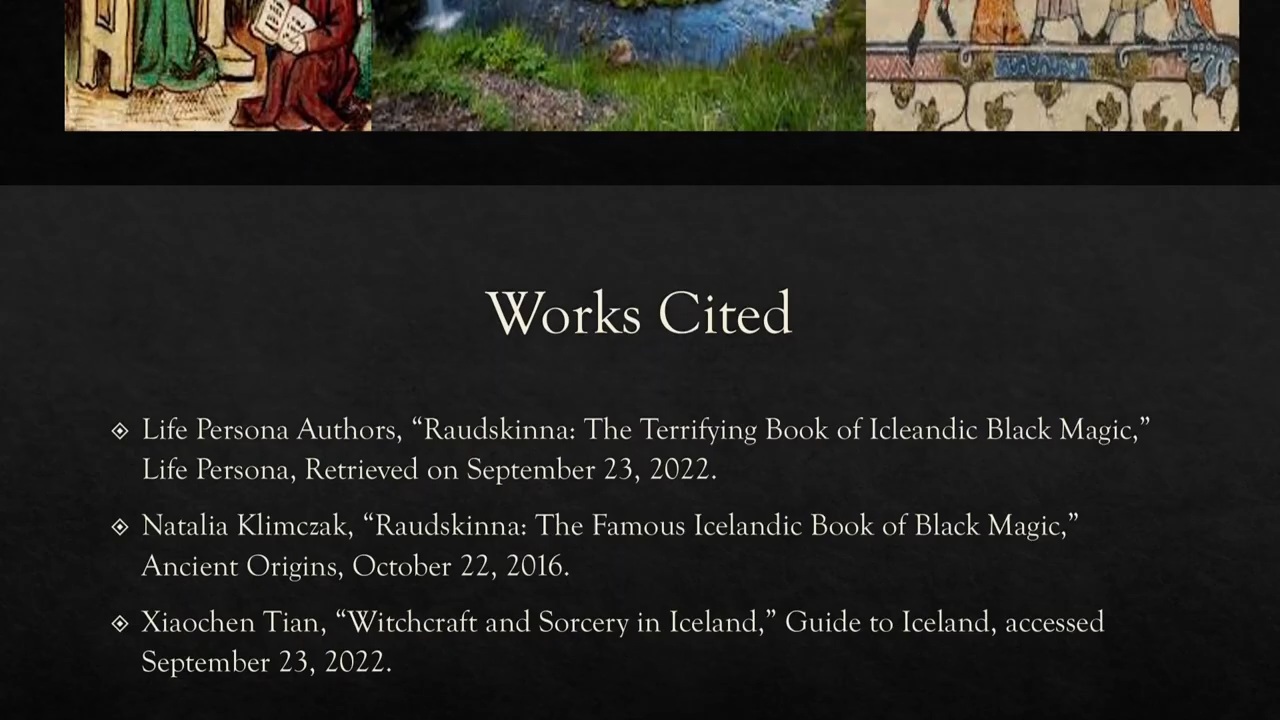 Works Cited
Life Persona Authors, “Raudskinna: The Terrifying Book of Icleandic Black Magic,”
Life Persona, Retrieved on September 23, 2022.
Natalia Klimczak, “Raudskinna: The Famous Icelandic Book of Black Magic,”
Ancient Origins, October 22, 2016.
Xiaochen Tian, “Witchcraft and Sorcery in Iceland,” Guide to Iceland, accessed
September 23, 2022.